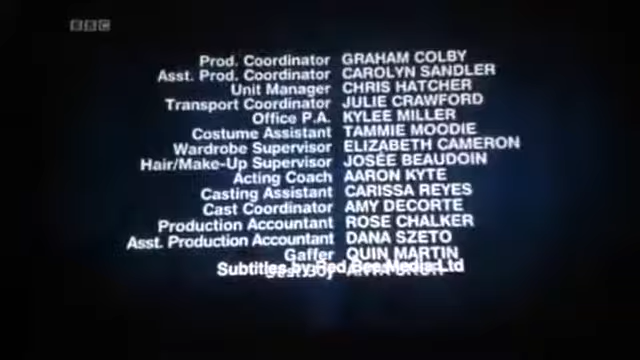 BBC
Prod. Coordinator GRAHAM COLBY
Asst. Prod. Coordinator CAROLYN SANDLER
Unit Manager CHRIS HATCHER
Transport Coordinator JULIE CRAWFORD
Office P.A. KYLEE MILLER
Costume Assistant TAMMIE MOODIE
Wardrobe Supervisor ELIZABETH CAMERON
Hair/Make-Up Supervisor JOSÉE BEAUDOIN
Acting Coach AARON KYTE
Casting Assistant CARISSA REYES
Cast Coordinator AMY DECORTE
Production Accountant ROSE CHALKER
Asst. Production Accountant DANA SZETO
Gaffer QUIN MARTIN
Subtitles by Red Bee Media Ltd